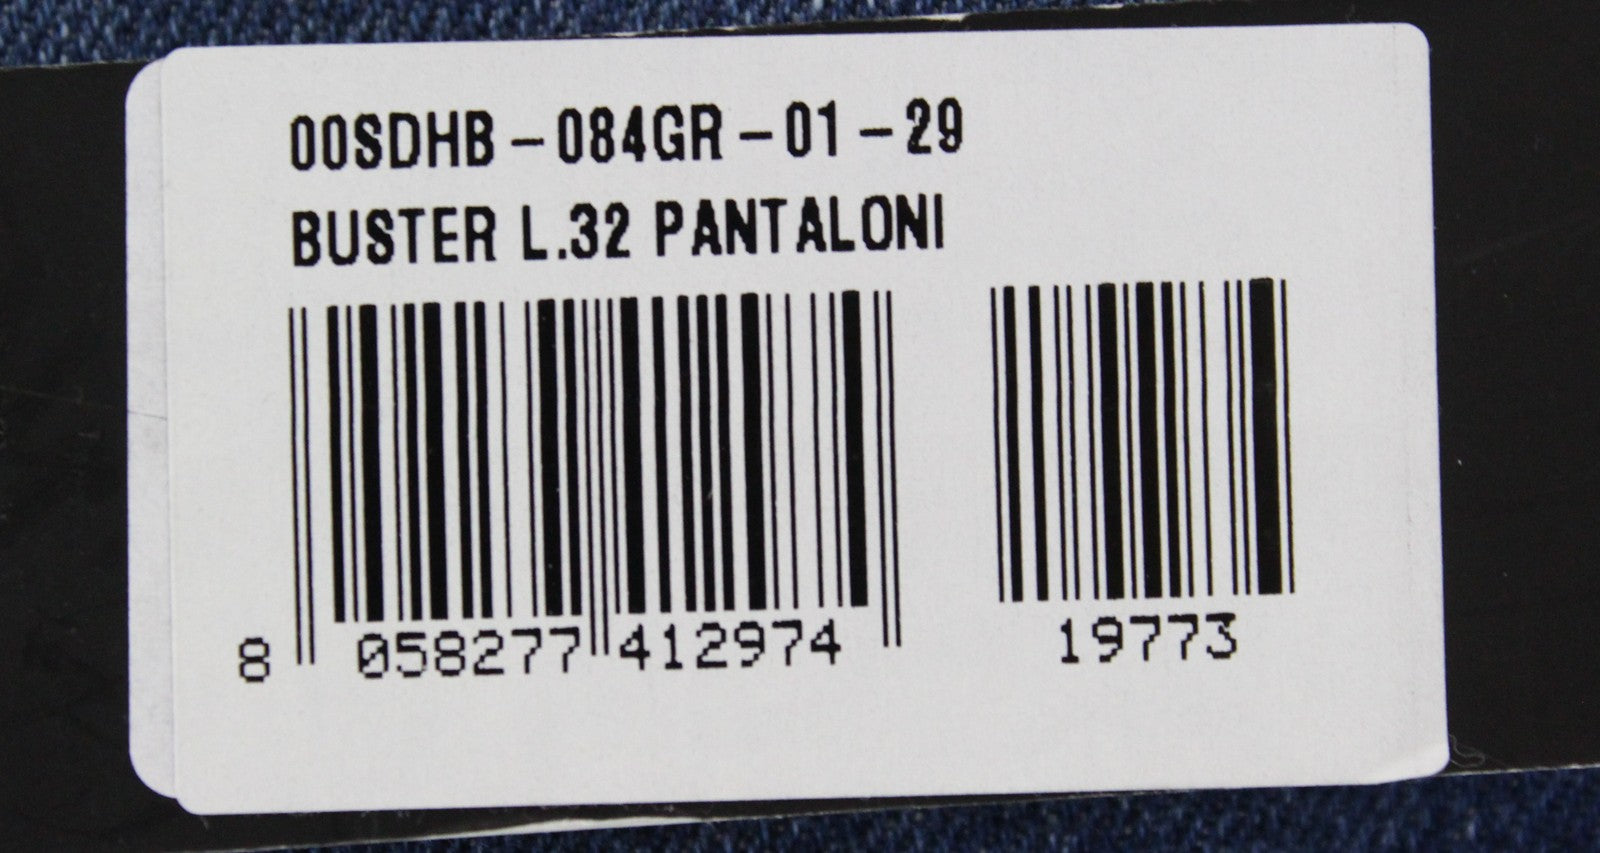 00SDHB-084GR-01-29
BUSTER L.32 PANTALONI
8 058277 412974
19773